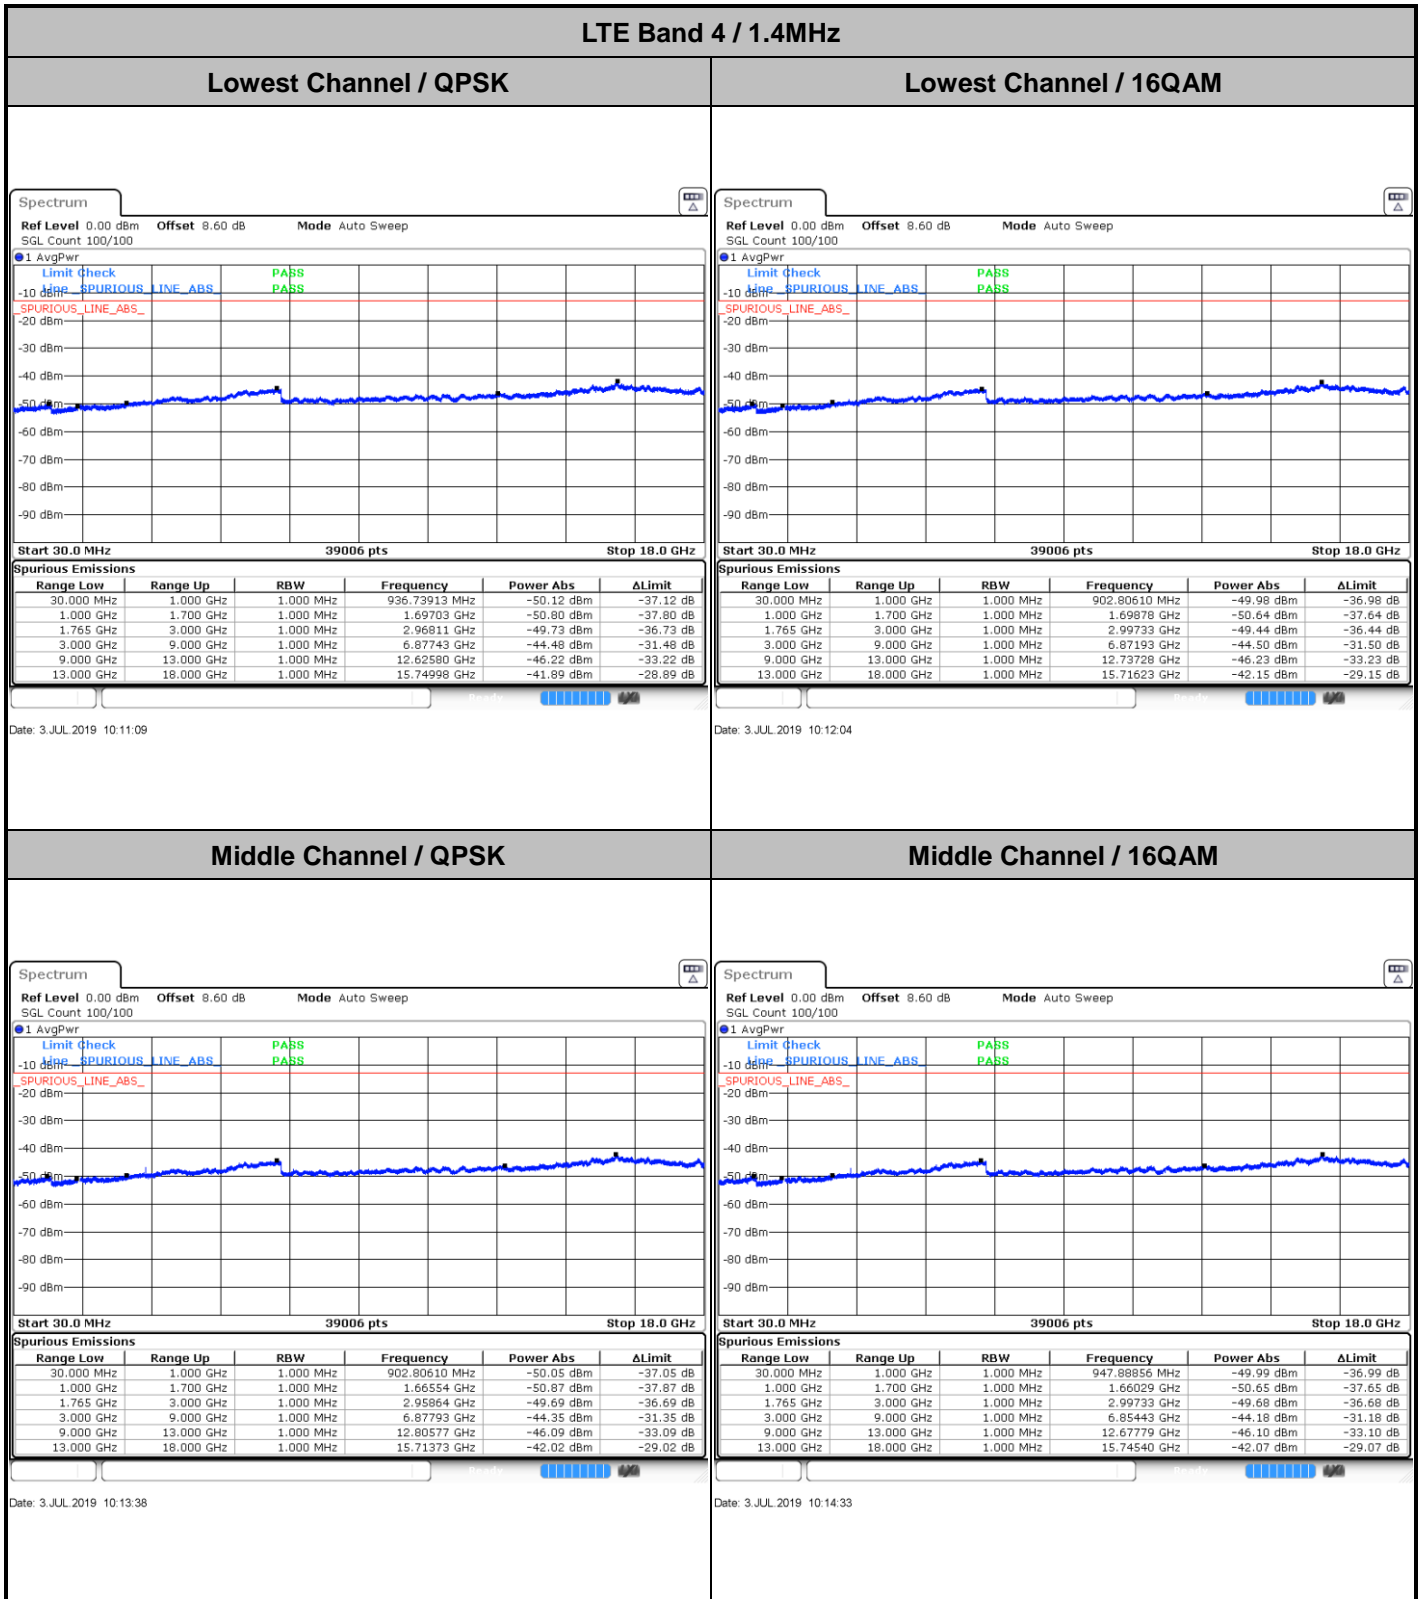 LTE Band 4 / 1.4MHz
Lowest Channel / QPSK
Lowest Channel / 16QAM
Spectrum
Ref Level 0.00 dBm Offset 8.60 dB Mode Auto Sweep
SGL Count 100/100
1 AvgPwr
Limit Check PASS
Line _SPURIOUS_LINE_ABS_ PASS
-10 dBm
_SPURIOUS_LINE_ABS_
-20 dBm
-30 dBm
-40 dBm
-50 dBm
-60 dBm
-70 dBm
-80 dBm
-90 dBm
Start 30.0 MHz 39006 pts Stop 18.0 GHz
Spurious Emissions
Range Low Range Up RBW Frequency Power Abs ΔLimit
30.000 MHz 1.000 GHz 1.000 MHz 936.73913 MHz -50.12 dBm -37.12 dB
1.000 GHz 1.700 GHz 1.000 MHz 1.69703 GHz -50.80 dBm -37.80 dB
1.765 GHz 3.000 GHz 1.000 MHz 2.96811 GHz -49.73 dBm -36.73 dB
3.000 GHz 9.000 GHz 1.000 MHz 6.87743 GHz -44.48 dBm -31.48 dB
9.000 GHz 13.000 GHz 1.000 MHz 12.62580 GHz -46.22 dBm -33.22 dB
13.000 GHz 18.000 GHz 1.000 MHz 15.74998 GHz -41.89 dBm -28.89 dB
Date: 3.JUL.2019 10:11:09
Spectrum
Ref Level 0.00 dBm Offset 8.60 dB Mode Auto Sweep
SGL Count 100/100
1 AvgPwr
Limit Check PASS
Line _SPURIOUS_LINE_ABS_ PASS
-10 dBm
_SPURIOUS_LINE_ABS_
-20 dBm
-30 dBm
-40 dBm
-50 dBm
-60 dBm
-70 dBm
-80 dBm
-90 dBm
Start 30.0 MHz 39006 pts Stop 18.0 GHz
Spurious Emissions
Range Low Range Up RBW Frequency Power Abs ΔLimit
30.000 MHz 1.000 GHz 1.000 MHz 902.80610 MHz -49.98 dBm -36.98 dB
1.000 GHz 1.700 GHz 1.000 MHz 1.69878 GHz -50.64 dBm -37.64 dB
1.765 GHz 3.000 GHz 1.000 MHz 2.99733 GHz -49.44 dBm -36.44 dB
3.000 GHz 9.000 GHz 1.000 MHz 6.87193 GHz -44.50 dBm -31.50 dB
9.000 GHz 13.000 GHz 1.000 MHz 12.73728 GHz -46.23 dBm -33.23 dB
13.000 GHz 18.000 GHz 1.000 MHz 15.71623 GHz -42.15 dBm -29.15 dB
Ready
Date: 3.JUL.2019 10:12:04
Middle Channel / QPSK
Middle Channel / 16QAM
Spectrum
Ref Level 0.00 dBm Offset 8.60 dB Mode Auto Sweep
SGL Count 100/100
1 AvgPwr
Limit Check PASS
Line _SPURIOUS_LINE_ABS_ PASS
-10 dBm
_SPURIOUS_LINE_ABS_
-20 dBm
-30 dBm
-40 dBm
-50 dBm
-60 dBm
-70 dBm
-80 dBm
-90 dBm
Start 30.0 MHz 39006 pts Stop 18.0 GHz
Spurious Emissions
Range Low Range Up RBW Frequency Power Abs ΔLimit
30.000 MHz 1.000 GHz 1.000 MHz 902.80610 MHz -50.05 dBm -37.05 dB
1.000 GHz 1.700 GHz 1.000 MHz 1.66554 GHz -50.87 dBm -37.87 dB
1.765 GHz 3.000 GHz 1.000 MHz 2.95864 GHz -49.69 dBm -36.69 dB
3.000 GHz 9.000 GHz 1.000 MHz 6.87793 GHz -44.35 dBm -31.35 dB
9.000 GHz 13.000 GHz 1.000 MHz 12.80577 GHz -46.09 dBm -33.09 dB
13.000 GHz 18.000 GHz 1.000 MHz 15.71373 GHz -42.02 dBm -29.02 dB
Ready
Date: 3.JUL.2019 10:13:38
Spectrum
Ref Level 0.00 dBm Offset 8.60 dB Mode Auto Sweep
SGL Count 100/100
1 AvgPwr
Limit Check PASS
Line _SPURIOUS_LINE_ABS_ PASS
-10 dBm
_SPURIOUS_LINE_ABS_
-20 dBm
-30 dBm
-40 dBm
-50 dBm
-60 dBm
-70 dBm
-80 dBm
-90 dBm
Start 30.0 MHz 39006 pts Stop 18.0 GHz
Spurious Emissions
Range Low Range Up RBW Frequency Power Abs ΔLimit
30.000 MHz 1.000 GHz 1.000 MHz 947.88856 MHz -49.99 dBm -36.99 dB
1.000 GHz 1.700 GHz 1.000 MHz 1.66029 GHz -50.65 dBm -37.65 dB
1.765 GHz 3.000 GHz 1.000 MHz 2.99733 GHz -49.68 dBm -36.68 dB
3.000 GHz 9.000 GHz 1.000 MHz 6.85443 GHz -44.18 dBm -31.18 dB
9.000 GHz 13.000 GHz 1.000 MHz 12.67779 GHz -46.10 dBm -33.10 dB
13.000 GHz 18.000 GHz 1.000 MHz 15.74540 GHz -42.07 dBm -29.07 dB
Ready
Date: 3.JUL.2019 10:14:33